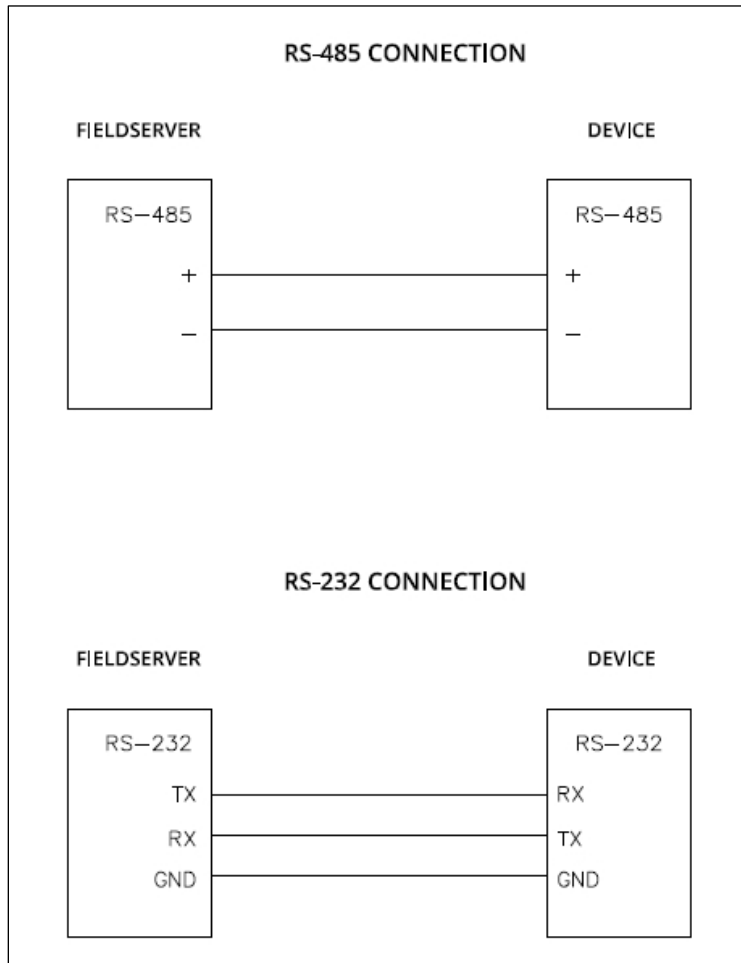 RS-485 CONNECTION
FIELDSERVER DEVICE
RS-485 RS-485
+ +
- -
RS-232 CONNECTION
FIELDSERVER DEVICE
RS-232 RS-232
TX RX
RX TX
GND GND